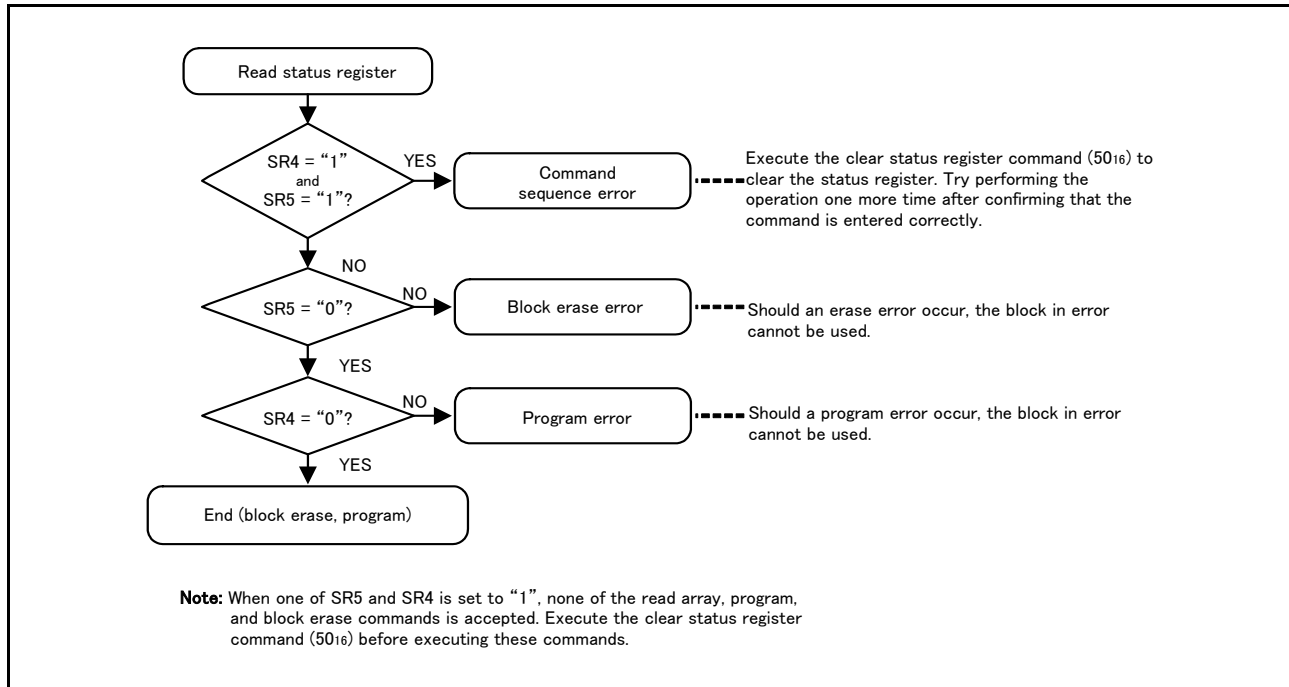 Read status register
SR4 = “1”
and
SR5 = “1”?
YES
Command
sequence error
Execute the clear status register command (5016) to
clear the status register. Try performing the
operation one more time after confirming that the
command is entered correctly.
NO
SR5 = “0”?
NO
Block erase error
Should an erase error occur, the block in error
cannot be used.
YES
SR4 = “0”?
NO
Program error
Should a program error occur, the block in error
cannot be used.
YES
End (block erase, program)
Note: When one of SR5 and SR4 is set to “1”, none of the read array, program,
and block erase commands is accepted. Execute the clear status register
command (5016) before executing these commands.